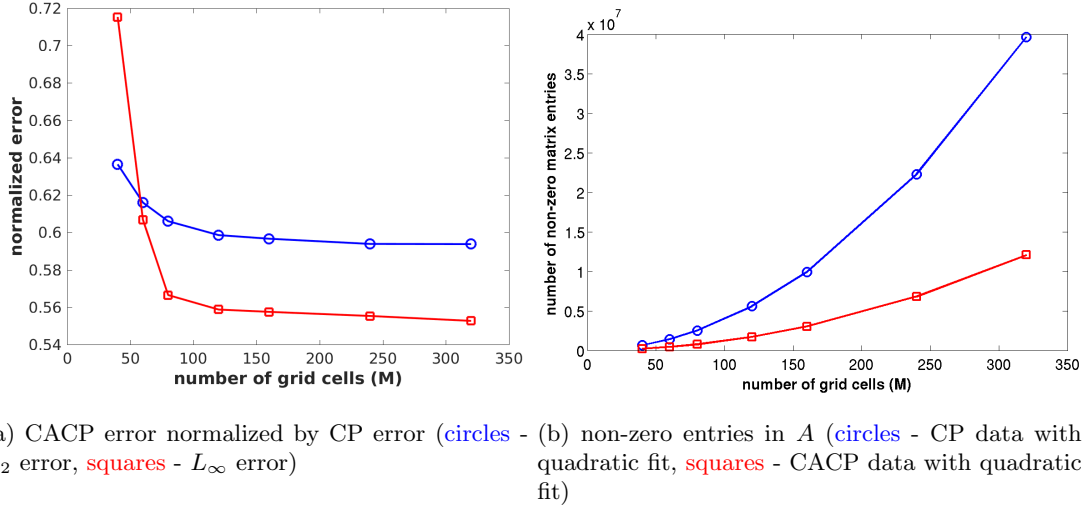 0.72
0.7
0.68
0.66
0.64
0.62
0.6
0.58
0.56
0.54
0 50 100 150 200 250 300 350
normalized error
number of grid cells (M)
x 10^7
4
3.5
3
2.5
2
1.5
1
0.5
0
0 50 100 150 200 250 300 350
number of non-zero matrix entries
number of grid cells (M)
) CACP error normalized by CP error (circles -
₂ error, squares - L∞ error)
(b) non-zero entries in A (circles - CP data with
quadratic fit, squares - CACP data with quadratic
fit)